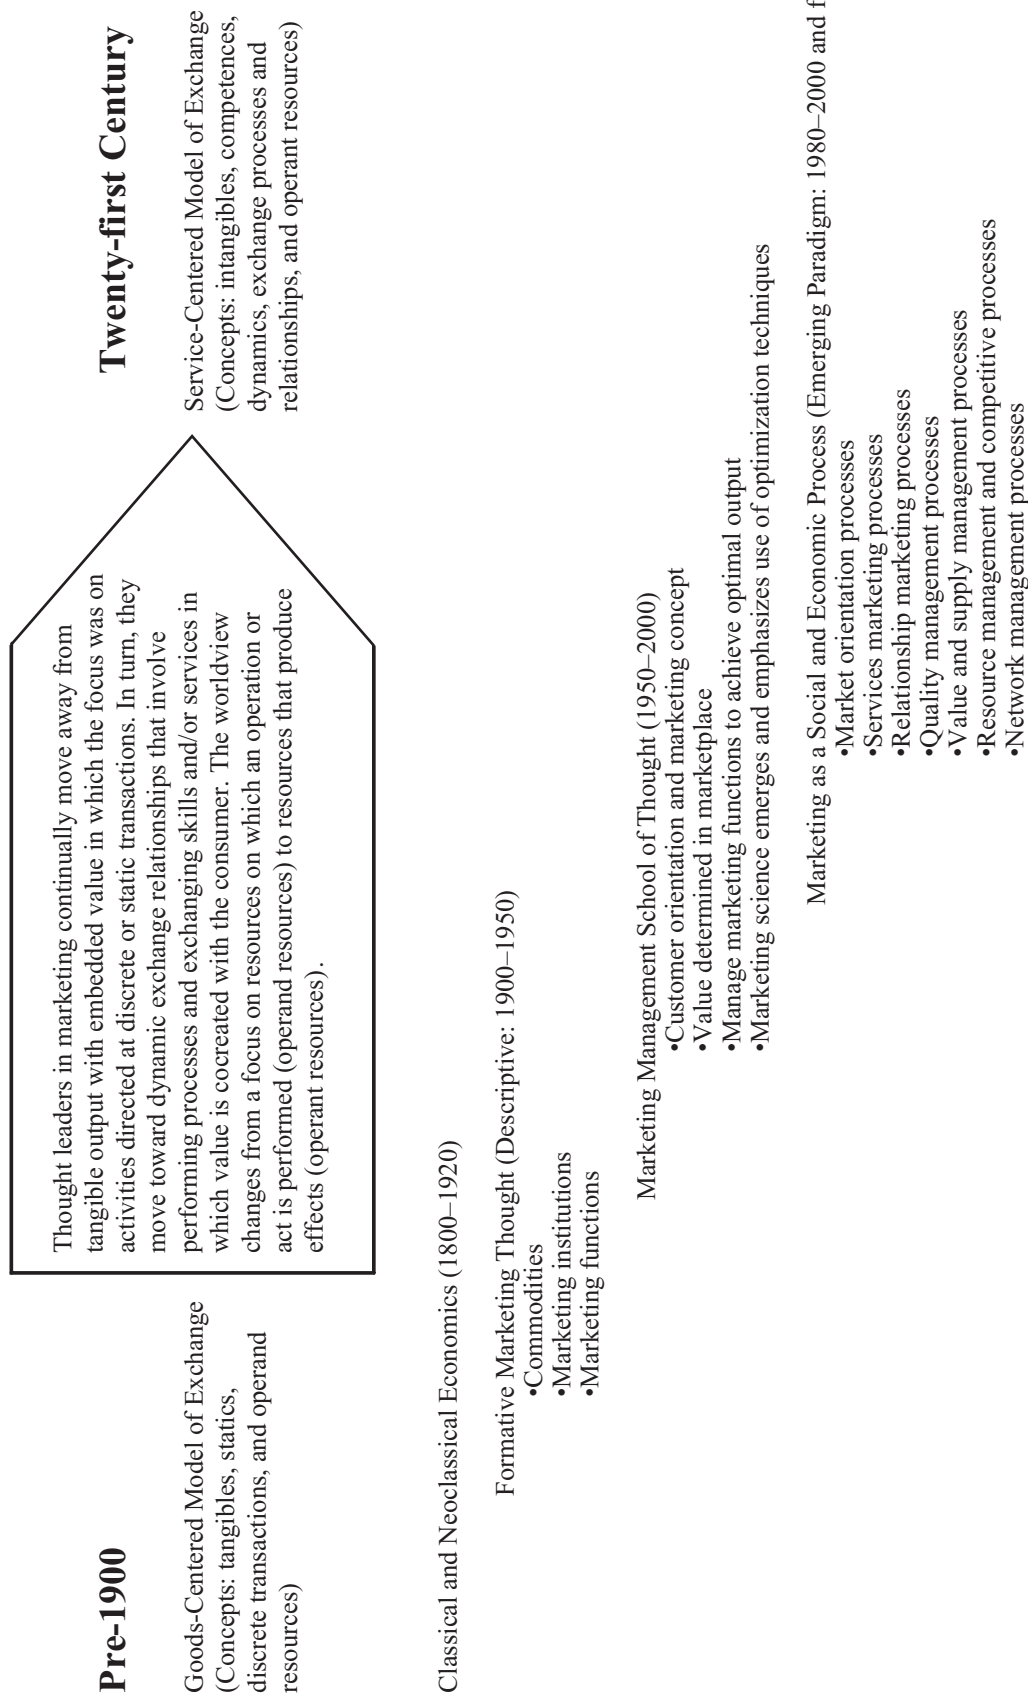 Pre-1900
Twenty-first Century
Goods-Centered Model of Exchange
(Concepts: tangibles, statics,
discrete transactions, and operand
resources)
Thought leaders in marketing continually move away from
tangible output with embedded value in which the focus was on
activities directed at discrete or static transactions. In turn, they
move toward dynamic exchange relationships that involve
performing processes and exchanging skills and/or services in
which value is cocreated with the consumer. The worldview
changes from a focus on resources on which an operation or
act is performed (operand resources) to resources that produce
effects (operant resources).
Service-Centered Model of Exchange
(Concepts: intangibles, competences,
dynamics, exchange processes and
relationships, and operant resources)
Classical and Neoclassical Economics (1800–1920)
Formative Marketing Thought (Descriptive: 1900–1950)
•Commodities
•Marketing institutions
•Marketing functions
Marketing Management School of Thought (1950–2000)
•Customer orientation and marketing concept
•Value determined in marketplace
•Manage marketing functions to achieve optimal output
•Marketing science emerges and emphasizes use of optimization techniques
Marketing as a Social and Economic Process (Emerging Paradigm: 1980–2000 and
•Market orientation processes
•Services marketing processes
•Relationship marketing processes
•Quality management processes
•Value and supply management processes
•Resource management and competitive processes
•Network management processes